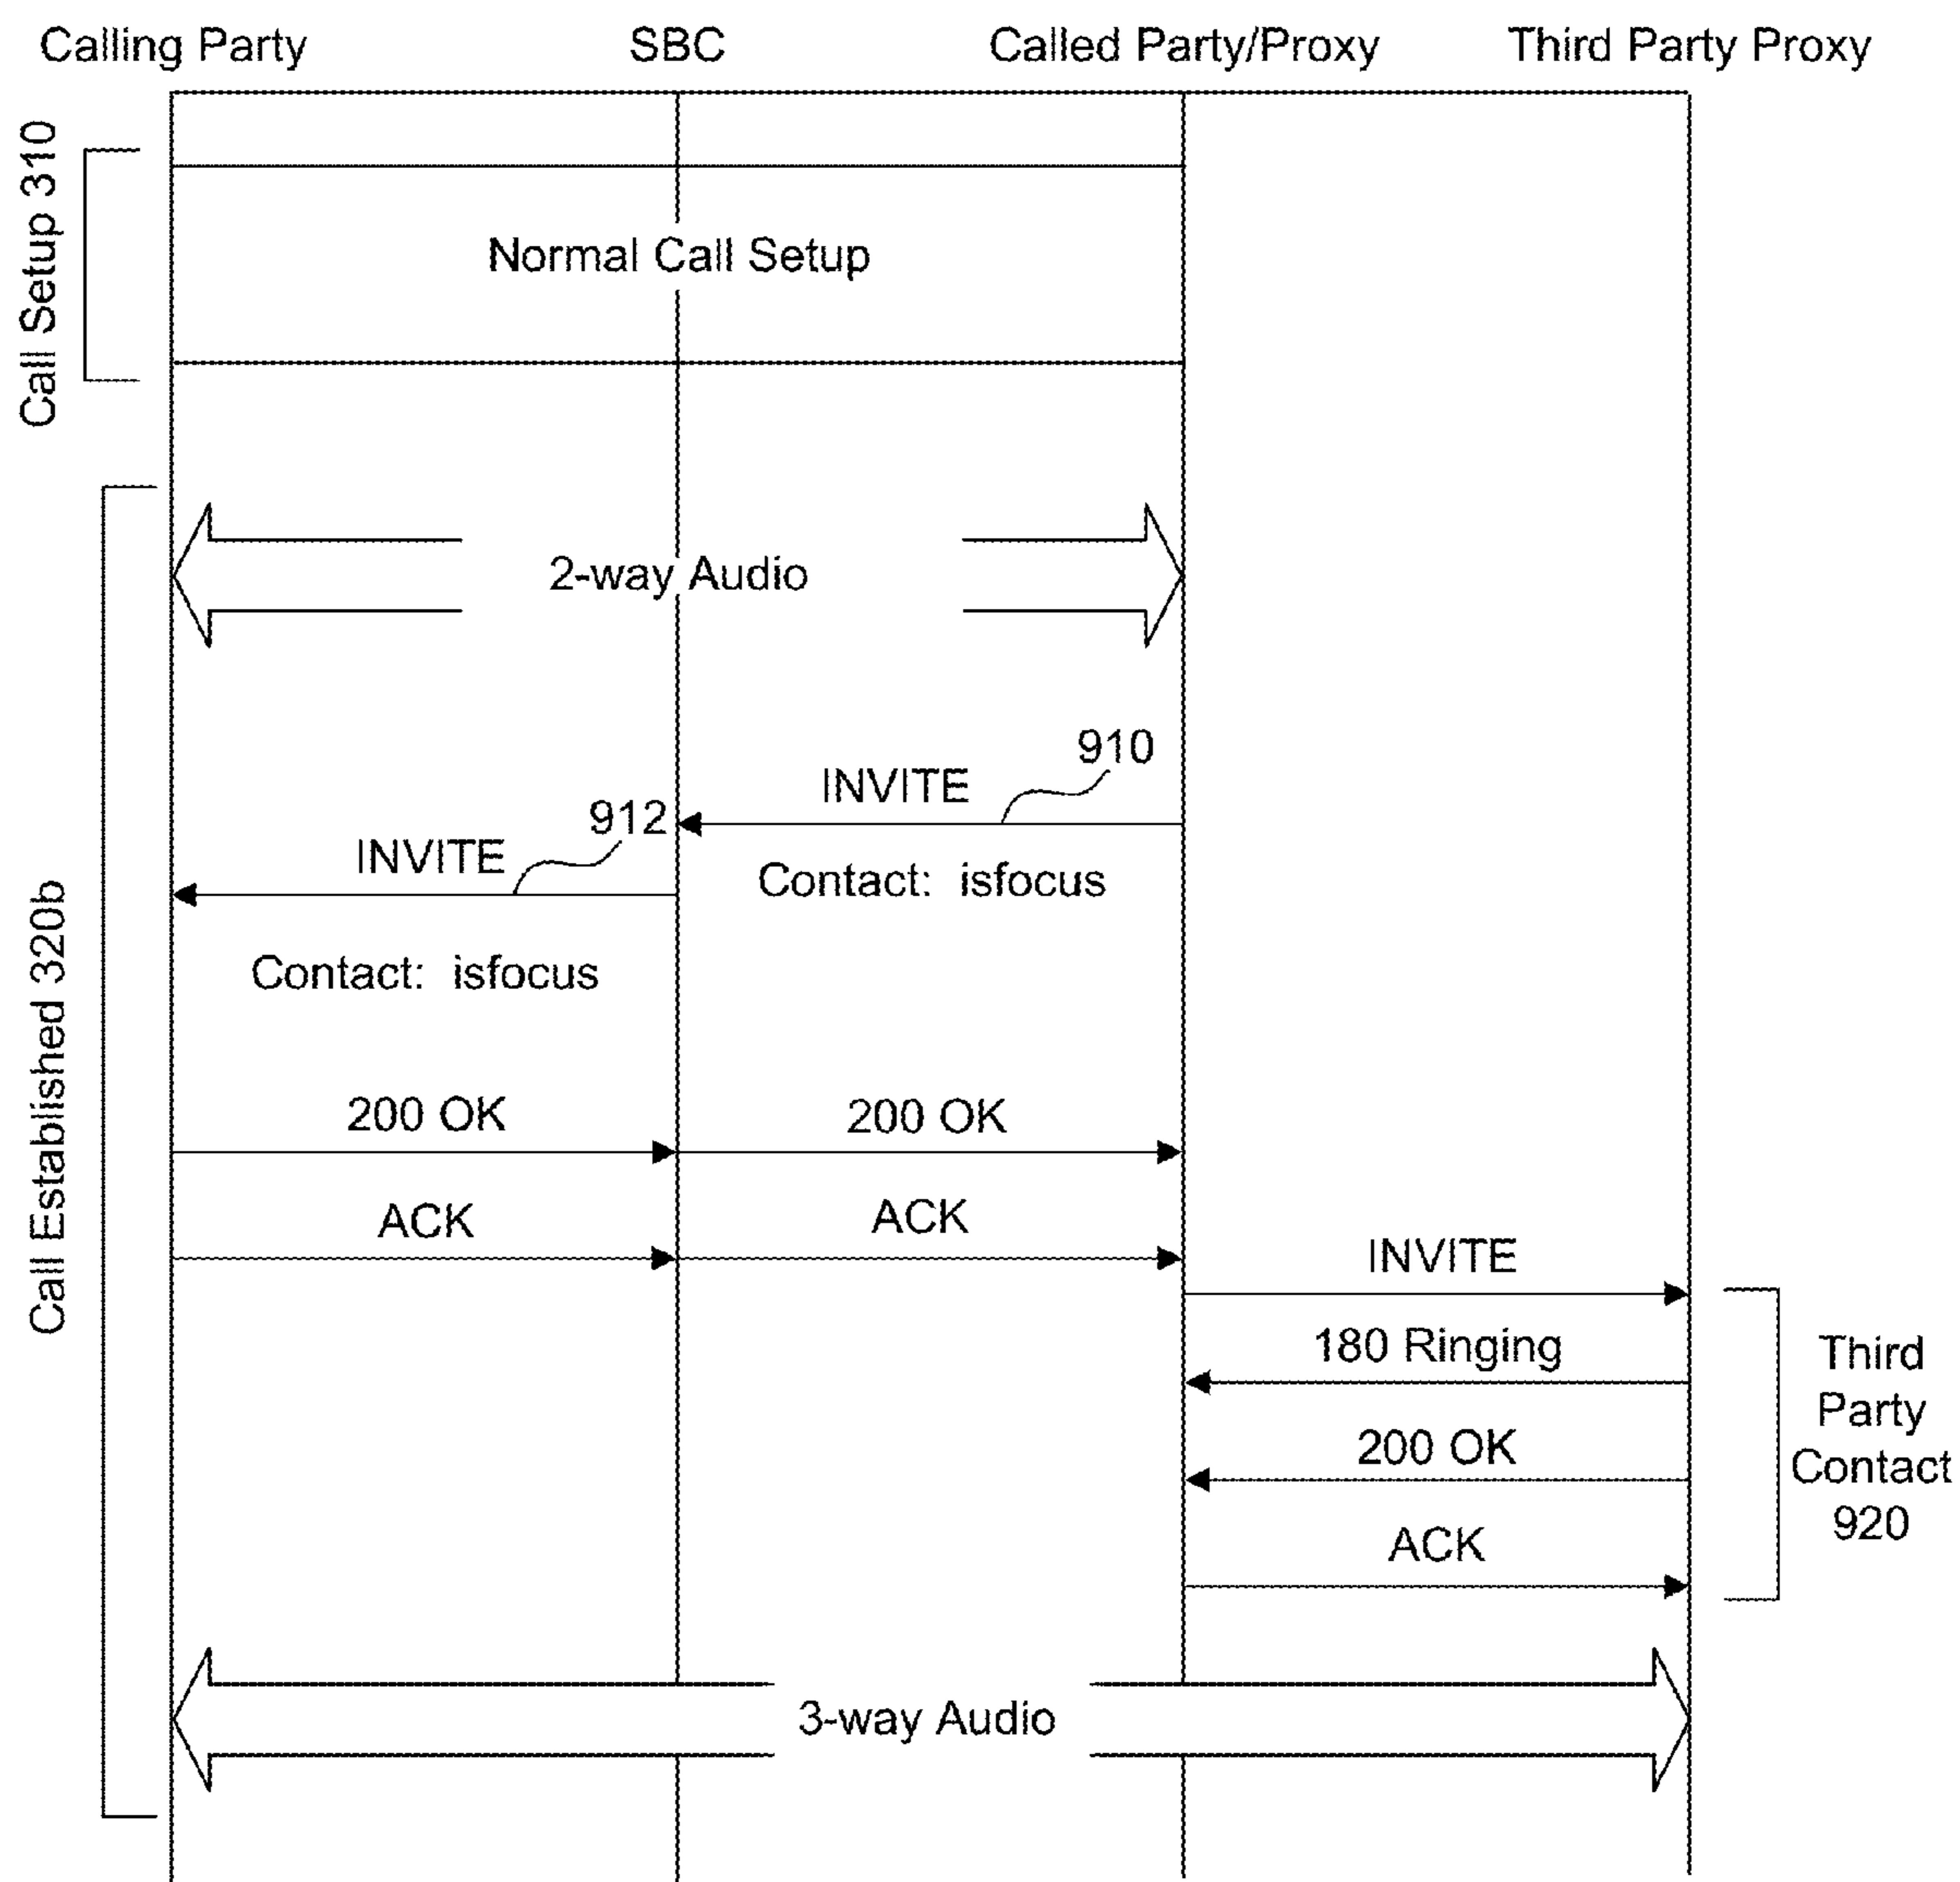 Calling Party
SBC
Called Party/Proxy
Third Party Proxy
Call Setup 310
Normal Call Setup
Call Established 320b
2-way Audio
910
INVITE
912
INVITE
Contact: isfocus
Contact: isfocus
200 OK
200 OK
ACK
ACK
INVITE
180 Ringing
200 OK
ACK
Third
Party
Contact
920
3-way Audio